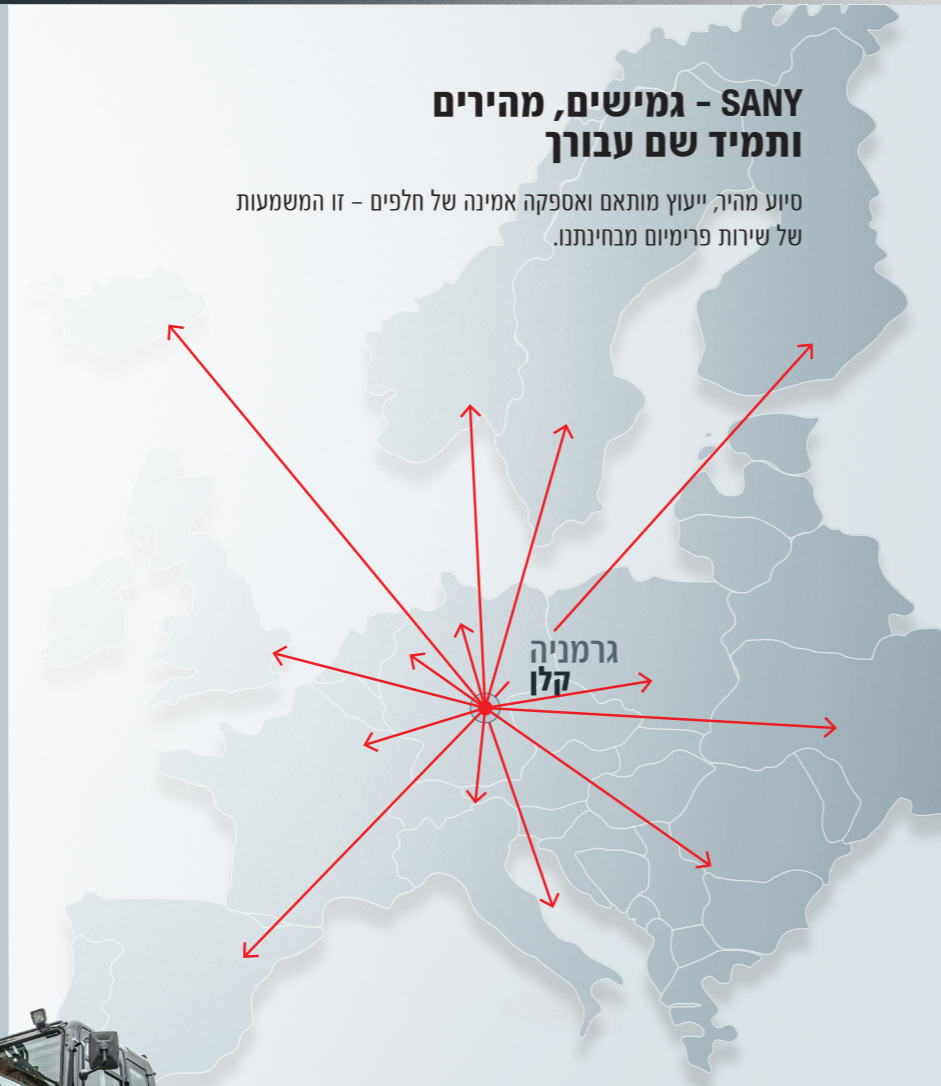 SANY - גמישים, מהירים
ותמיד שם עבורך
סיוע מהיר, ייעוץ מותאם ואספקה אמינה של חלפים – זו המשמעות
של שירות פרימיום מבחינתנו.
גרמניה
קלן